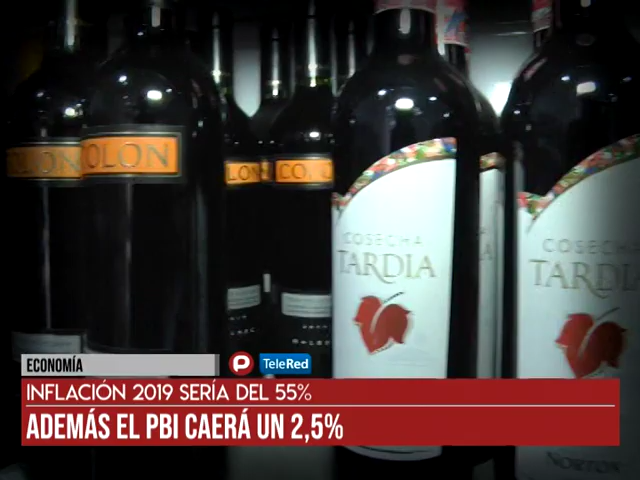 COLON
COLON
COSECHA
TARDIA
COSECHA
TARDIA
MALBEC
ECONOMÍA
P
TeleRed
INFLACIÓN 2019 SERÍA DEL 55%
ADEMÁS EL PBI CAERÁ UN 2,5%
NORTON